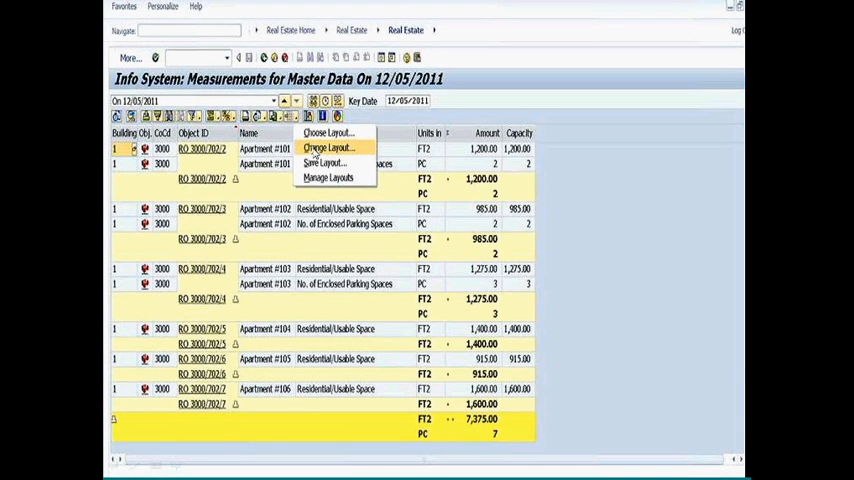 Favorites Personalize Help
Navigate: Real Estate Home Real Estate Real Estate Log
More...
Info System: Measurements for Master Data On 12/05/2011
On 12/05/2011 Key Date 12/05/2011
Building Obj. CoCd Object ID Name Choose Layout... Units in Amount Capacity
1 3000 RO 3000/702/2 Apartment #101 Change Layout... FT2 1,200.00 1,200.00
1 3000 Apartment #101 Save Layout... ces PC 2 2
RO 3000/702/2 Manage Layouts FT2 1,200.00
PC 2
1 3000 RO 3000/702/3 Apartment #102 Residential/Usable Space FT2 985.00 985.00
1 3000 Apartment #102 No. of Enclosed Parking Spaces PC 2 2
RO 3000/702/3 FT2 985.00
PC 2
1 3000 RO 3000/702/4 Apartment #103 Residential/Usable Space FT2 1,275.00 1,275.00
1 3000 Apartment #103 No. of Enclosed Parking Spaces PC 3 3
RO 3000/702/4 FT2 1,275.00
PC 3
1 3000 RO 3000/702/5 Apartment #104 Residential/Usable Space FT2 1,400.00 1,400.00
RO 3000/702/5 FT2 1,400.00
1 3000 RO 3000/702/6 Apartment #105 Residential/Usable Space FT2 915.00 915.00
RO 3000/702/6 FT2 915.00
1 3000 RO 3000/702/7 Apartment #106 Residential/Usable Space FT2 1,600.00 1,600.00
RO 3000/702/7 FT2 1,600.00
FT2 7,375.00
PC 7